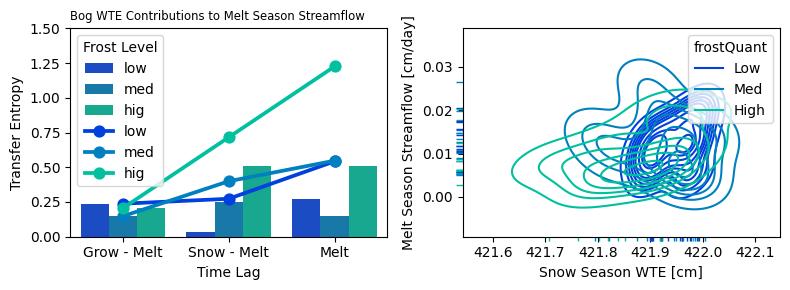 Bog WTE Contributions to Melt Season Streamflow
Transfer Entropy
1.50
1.25
1.00
0.75
0.50
0.25
0.00
Frost Level
low
med
hig
low
med
hig
Grow - Melt
Snow - Melt
Melt
Time Lag
Melt Season Streamflow [cm/day]
0.03
0.02
0.01
0.00
frostQuant
Low
Med
High
421.6
421.7
421.8
421.9
422.0
422.1
Snow Season WTE [cm]